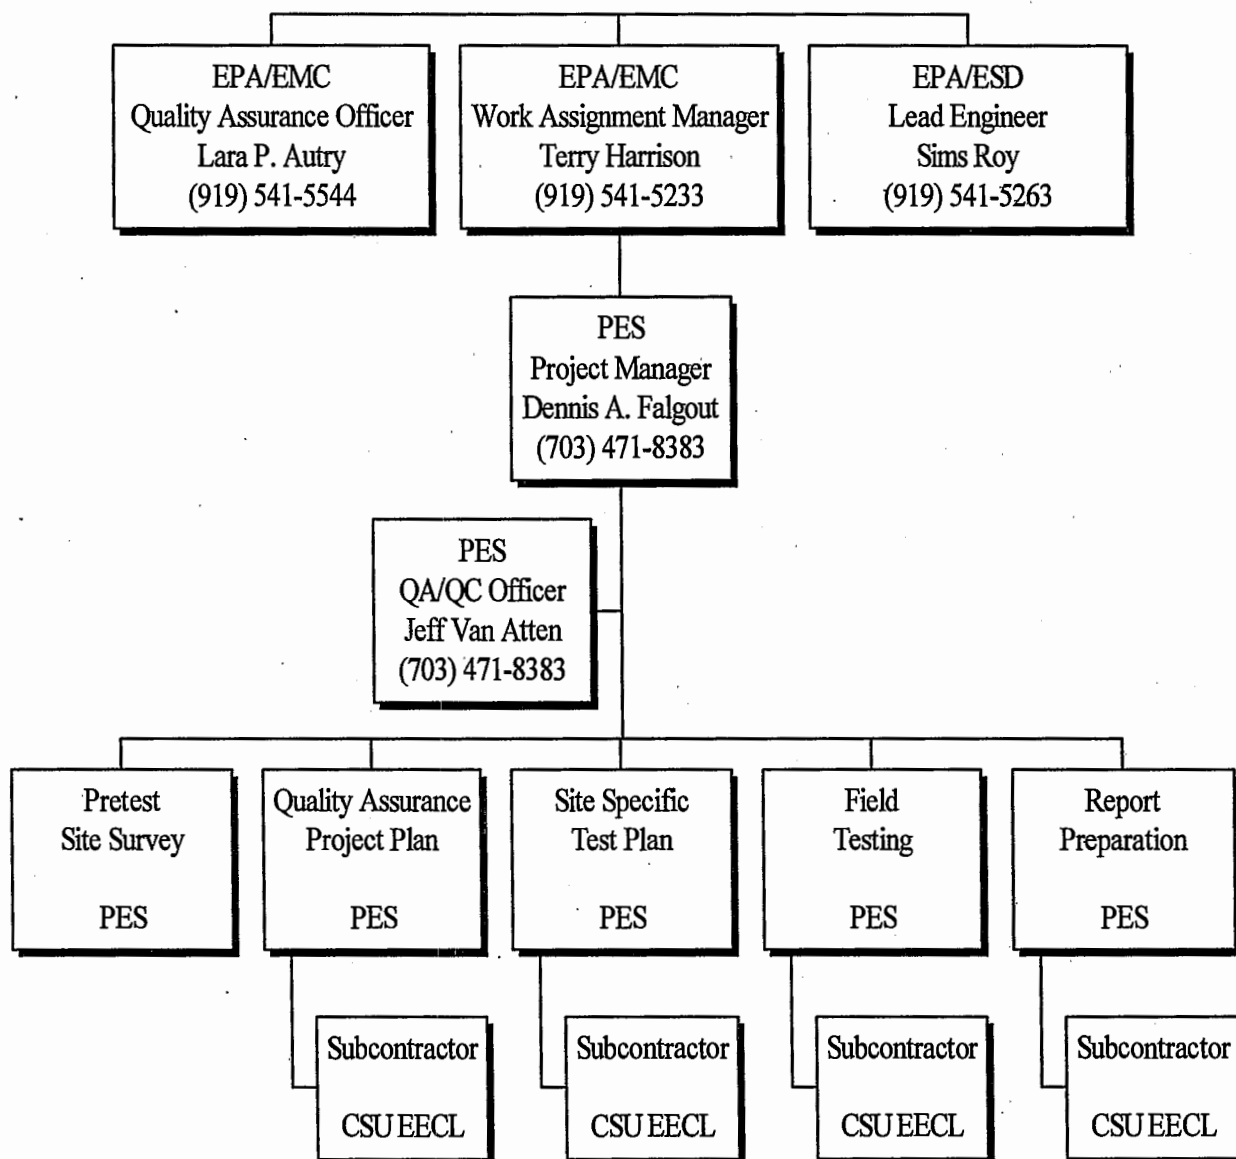 EPA/EMC
Quality Assurance Officer
Lara P. Autry
(919) 541-5544
EPA/EMC
Work Assignment Manager
Terry Harrison
(919) 541-5233
EPA/ESD
Lead Engineer
Sims Roy
(919) 541-5263
PES
Project Manager
Dennis A. Falgout
(703) 471-8383
PES
QA/QC Officer
Jeff Van Atten
(703) 471-8383
Pretest
Site Survey
PES
Quality Assurance
Project Plan
PES
Site Specific
Test Plan
PES
Field
Testing
PES
Report
Preparation
PES
Subcontractor
CSU EECL
Subcontractor
CSU EECL
Subcontractor
CSU EECL
Subcontractor
CSU EECL